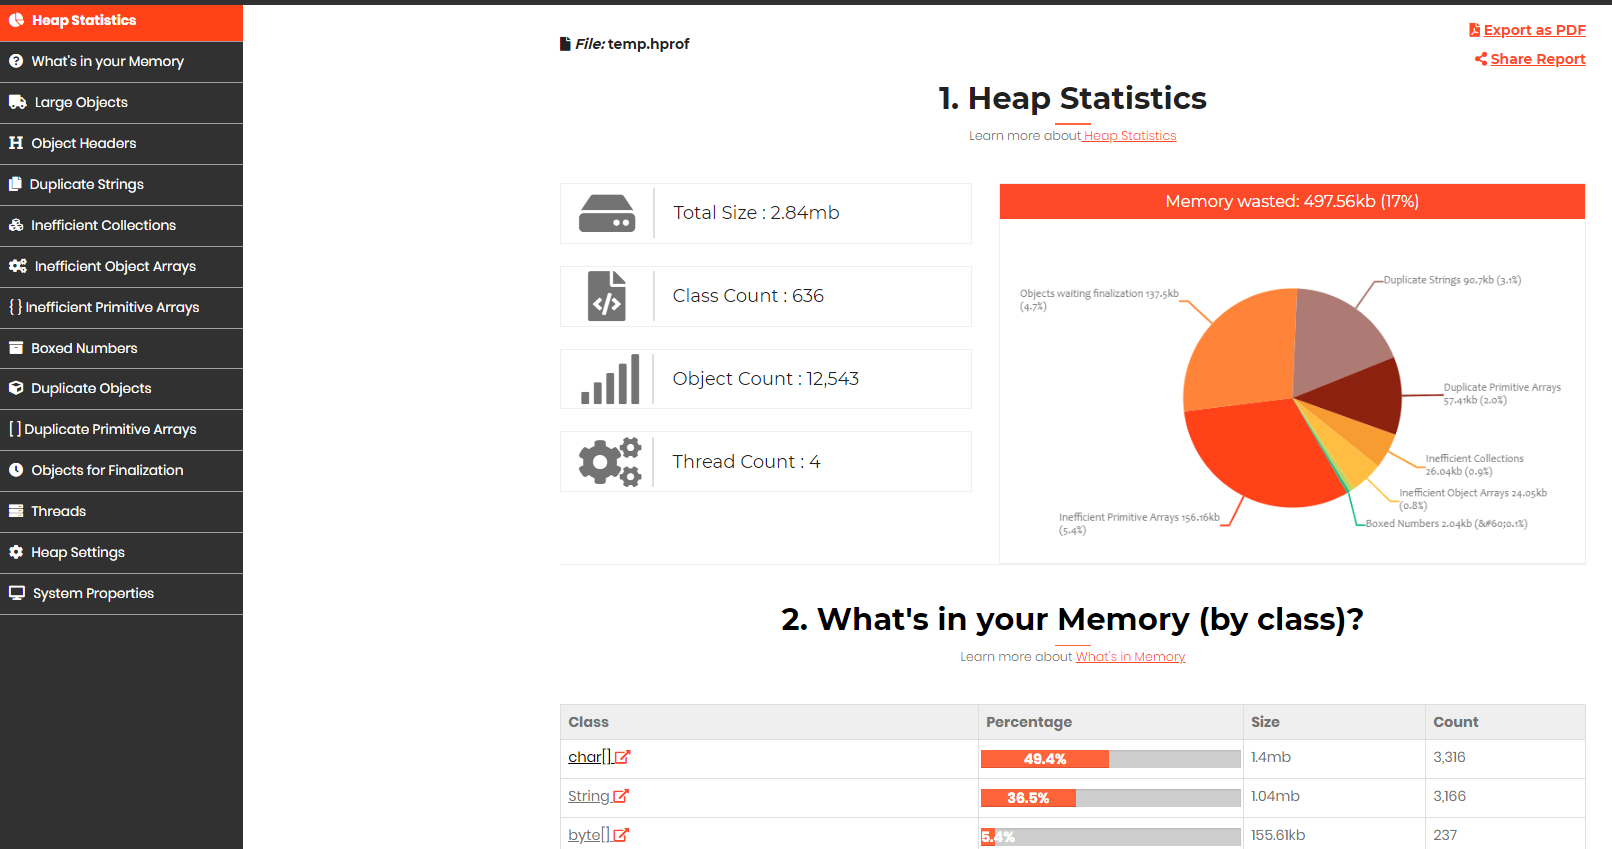 Heap Statistics
What's in your Memory
Large Objects
Object Headers
Duplicate Strings
Inefficient Collections
Inefficient Object Arrays
{ } Inefficient Primitive Arrays
Boxed Numbers
Duplicate Objects
[ ] Duplicate Primitive Arrays
Objects for Finalization
Threads
Heap Settings
System Properties
File: temp.hprof
Export as PDF
Share Report
1. Heap Statistics
Learn more about Heap Statistics
Total Size : 2.84mb
Class Count : 636
Object Count : 12,543
Thread Count : 4
Memory wasted: 497.56kb (17%)
Objects waiting finalization 137.5kb
(4.7%)
Duplicate Strings 90.7kb (3.1%)
Duplicate Primitive Arrays
57.41kb (2.0%)
Inefficient Collections
26.04kb (0.9%)
Inefficient Object Arrays 24.05kb
(0.8%)
Boxed Numbers 2.04kb (&#60;0.1%)
Inefficient Primitive Arrays 156.16kb
(5.4%)
2. What's in your Memory (by class)?
Learn more about What's in Memory
Class Percentage Size Count
char[] 49.4% 1.4mb 3,316
String 36.5% 1.04mb 3,166
byte[] 5.4% 155.61kb 237